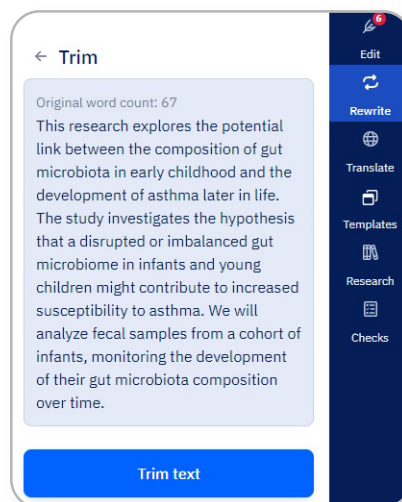 ← Trim
Original word count: 67
This research explores the potential
link between the composition of gut
microbiota in early childhood and the
development of asthma later in life.
The study investigates the hypothesis
that a disrupted or imbalanced gut
microbiome in infants and young
children might contribute to increased
susceptibility to asthma. We will
analyze fecal samples from a cohort of
infants, monitoring the development
of their gut microbiota composition
over time.
Trim text
6
Edit
Rewrite
Translate
Templates
Research
Checks